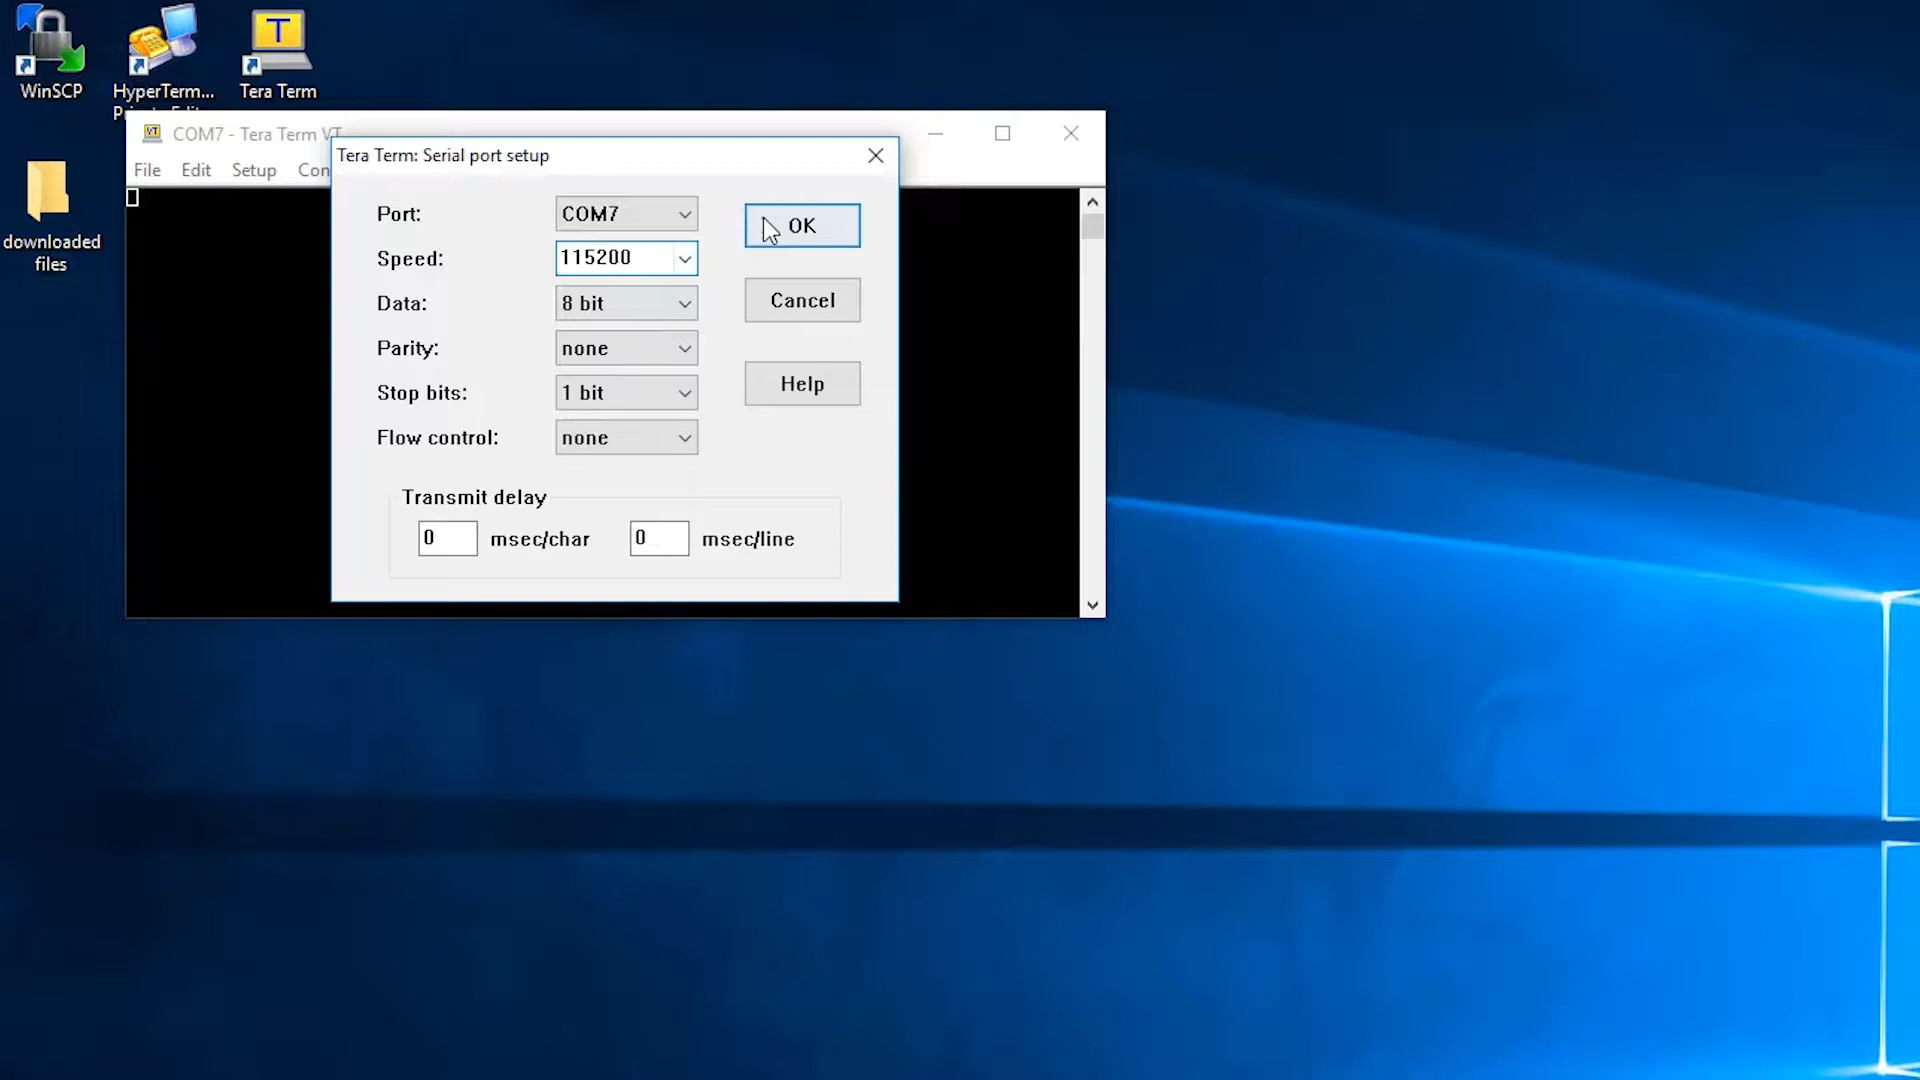 WinSCP
HyperTerm...
Tera Term
downloaded
files
COM7 - Tera Term VT
File Edit Setup Con
Tera Term: Serial port setup
Port: COM7 OK
Speed: 115200
Data: 8 bit Cancel
Parity: none
Stop bits: 1 bit Help
Flow control: none
Transmit delay
0 msec/char 0 msec/line